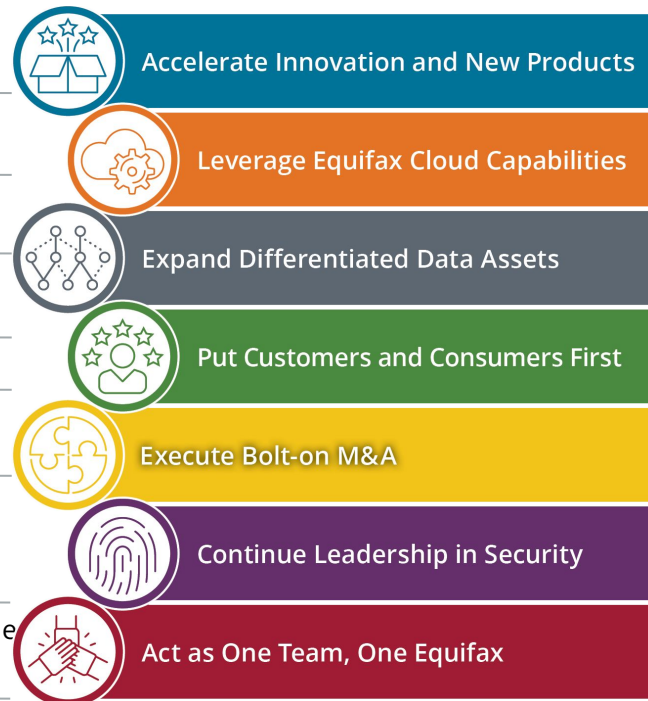 Accelerate Innovation and New Products
Leverage Equifax Cloud Capabilities
Expand Differentiated Data Assets
Put Customers and Consumers First
Execute Bolt-on M&A
Continue Leadership in Security
e
Act as One Team, One Equifax